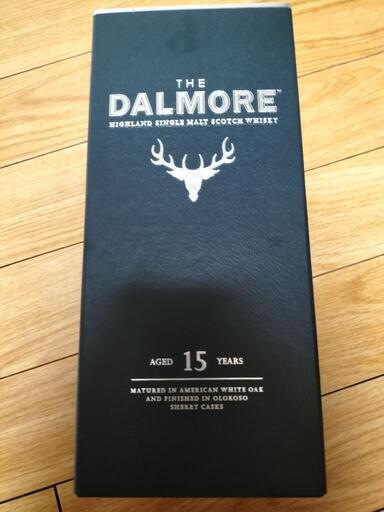 THE
DALMORE™
HIGHLAND SINGLE MALT SCOTCH WHISKY
AGED 15 YEARS
MATURED IN AMERICAN WHITE OAK
AND FINISHED IN OLOROSO
SHERRY CASKS